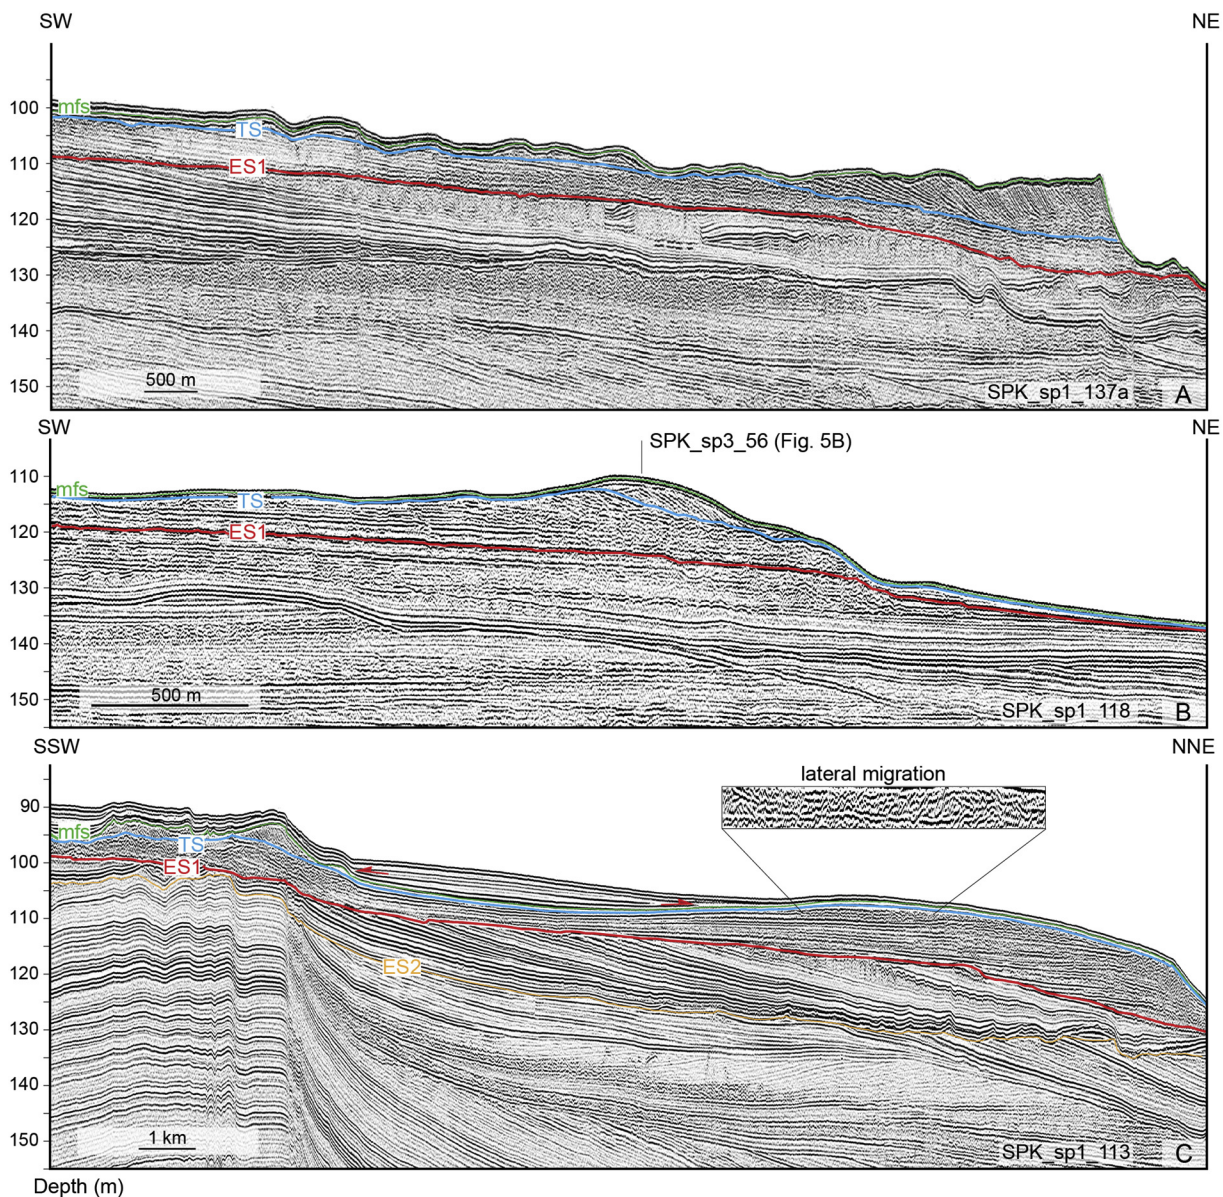 SW NE
100
110
120
130
140
150
mfs
TS
ES1
500 m
SPK_sp1_137a A
SW NE
SPK_sp3_56 (Fig. 5B)
110
120
130
140
150
mfs
TS
ES1
500 m
SPK_sp1_118 B
SSW NNE
lateral migration
90
100
110
120
130
140
150
mfs
TS
ES1
ES2
1 km
SPK_sp1_113 C
Depth (m)